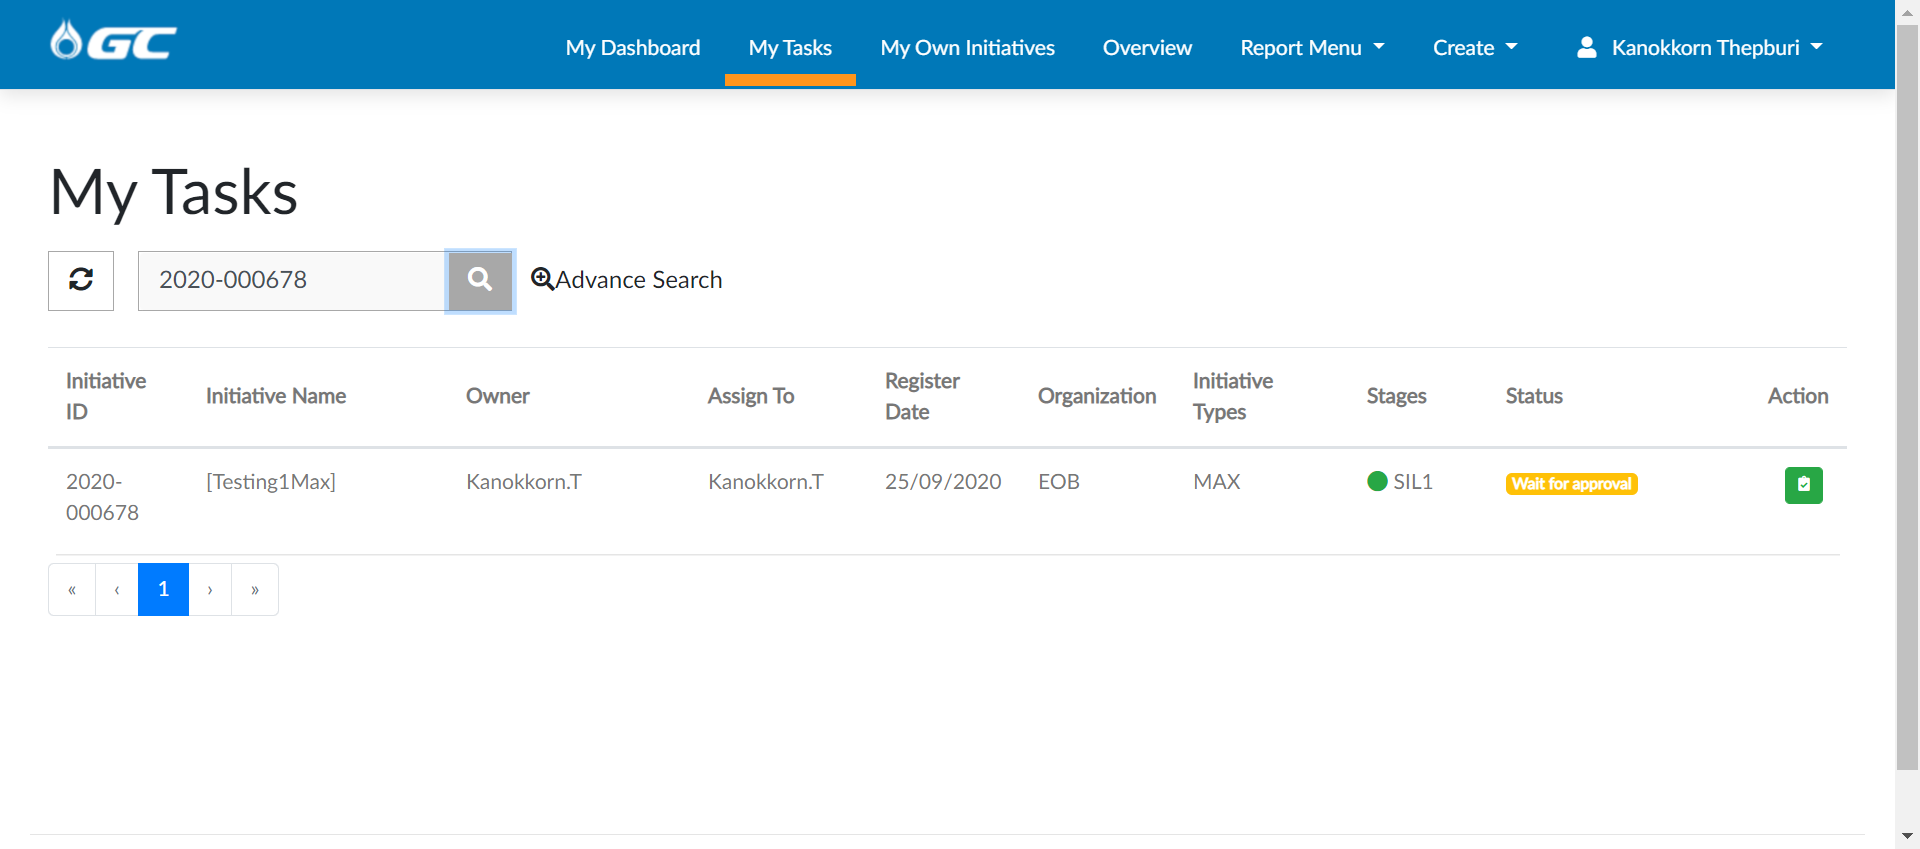 GC
My Dashboard My Tasks My Own Initiatives Overview Report Menu Create Kanokkorn Thepburi
My Tasks
2020-000678 Advance Search
Initiative ID Initiative Name Owner Assign To Register Date Organization Initiative Types Stages Status Action
2020-000678 [Testing1Max] Kanokkorn.T Kanokkorn.T 25/09/2020 EOB MAX SIL1 Wait for approval
« ‹ 1 › »